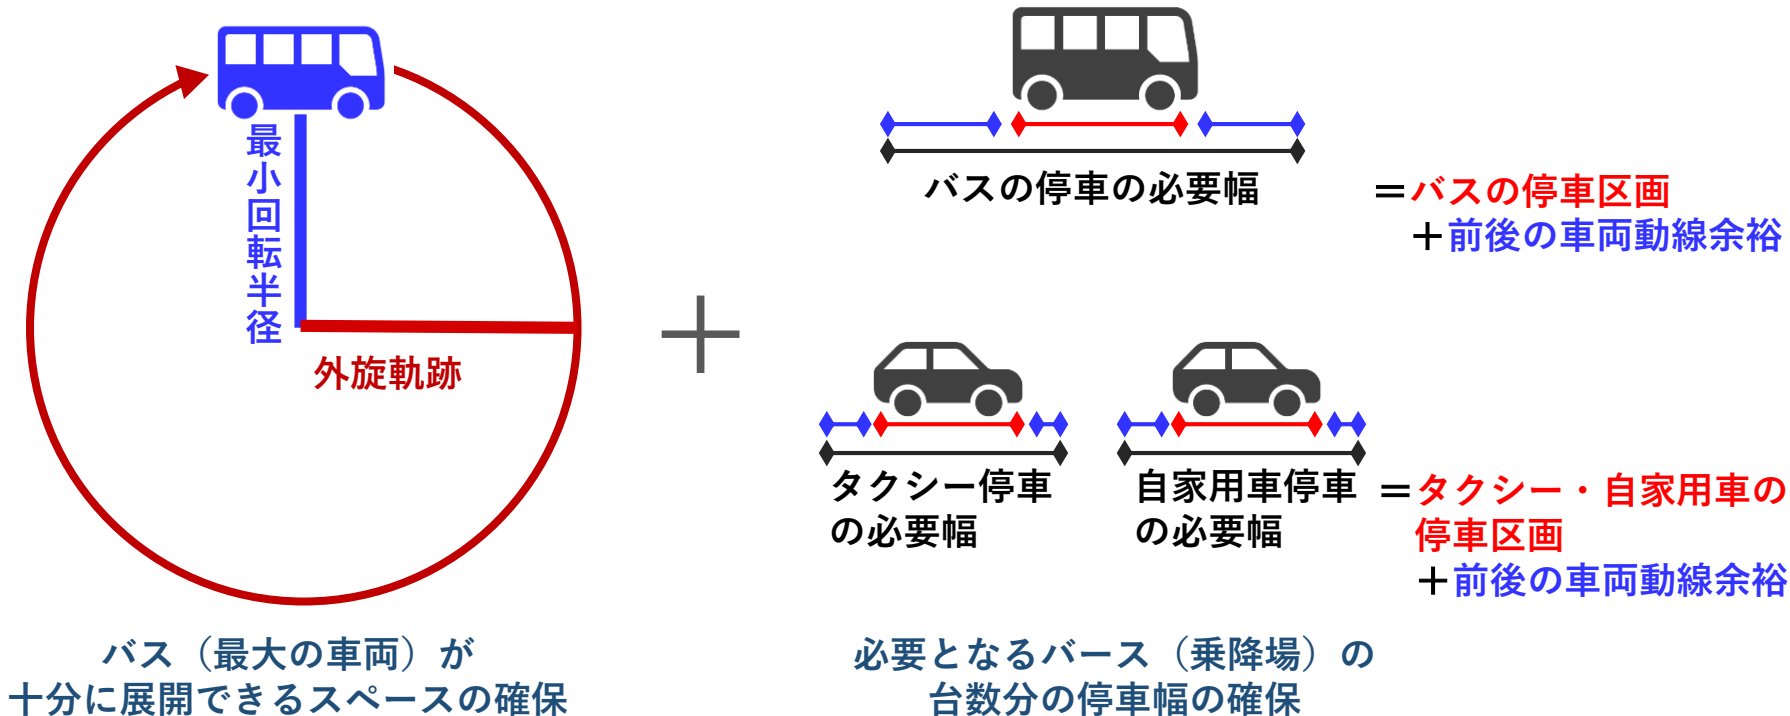 最小回転半径
外旋軌跡
バス（最大の車両）が
十分に展開できるスペースの確保
＋
バスの停車の必要幅
＝バスの停車区画
＋前後の車両動線余裕
タクシー停車
の必要幅
自家用車停車
の必要幅
＝タクシー・自家用車の
停車区画
＋前後の車両動線余裕
必要となるバース（乗降場）の
台数分の停車幅の確保